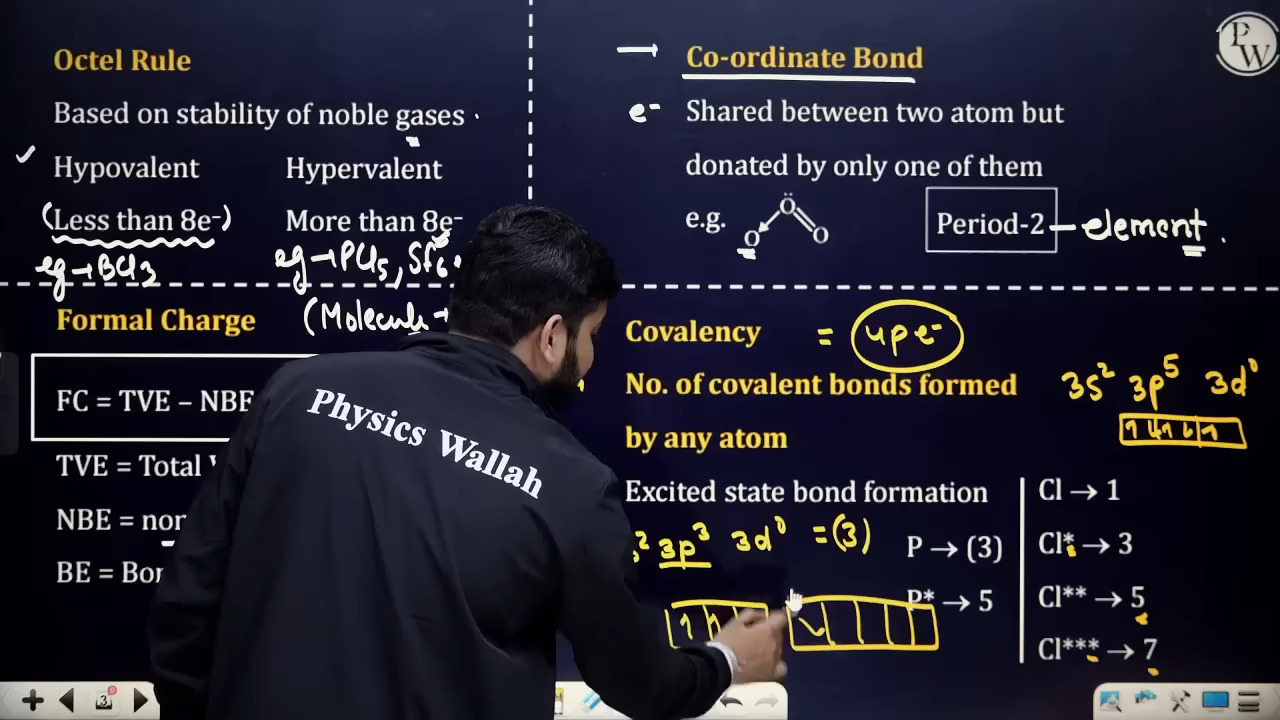 Octel Rule
Based on stability of noble gases
Hypovalent Hypervalent
(Less than 8e⁻) More than 8e⁻
eg→BCl3 eg→PCl5, SF6
(Molecule
→ Co-ordinate Bond
e⁻ Shared between two atom but
donated by only one of them
e.g. O O O Period-2 – element.
PW
Formal Charge
FC = TVE – NBE
TVE = Total
NBE =
BE =
Covalency = upe⁻
No. of covalent bonds formed
by any atom
3s² 3p⁵ 3d⁰
Excited state bond formation
² 3p³ 3d⁰ = (3)
P → (3)
P* → 5
Cl → 1
Cl* → 3
Cl** → 5
Cl*** → 7
Physics Wallah
3